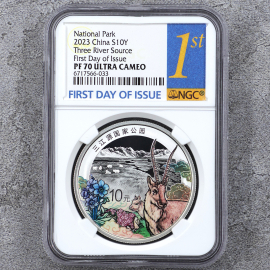 National Park
2023 China S10Y
Three River Source
First Day of Issue
PF 70 ULTRA CAMEO
6717566-033
1st
FIRST DAY OF ISSUE
NGC
三江源国家公园
10元